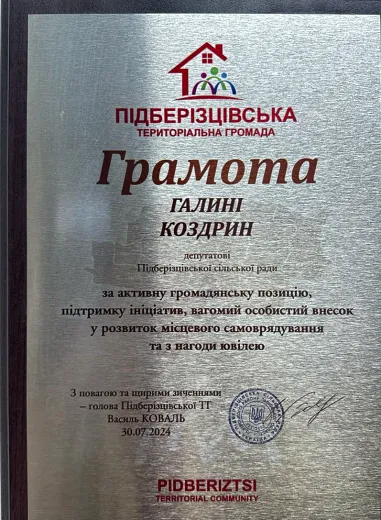 ПІДБЕРІЗЦІВСЬКА
ТЕРИТОРІАЛЬНА ГРОМАДА
Грамота
ГАЛИНІ
КОЗДРИН
депутатові
Підберізцівської сільської ради
за активну громадянську позицію,
підтримку ініціатив, вагомий особистий внесок
у розвиток місцевого самоврядування
та з нагоди ювілею
З повагою та щирими зиченнями
– голова Підберізцівської ТГ
Василь КОВАЛЬ
30.07.2024
PIDBERIZTSI
TERRITORIAL COMMUNITY